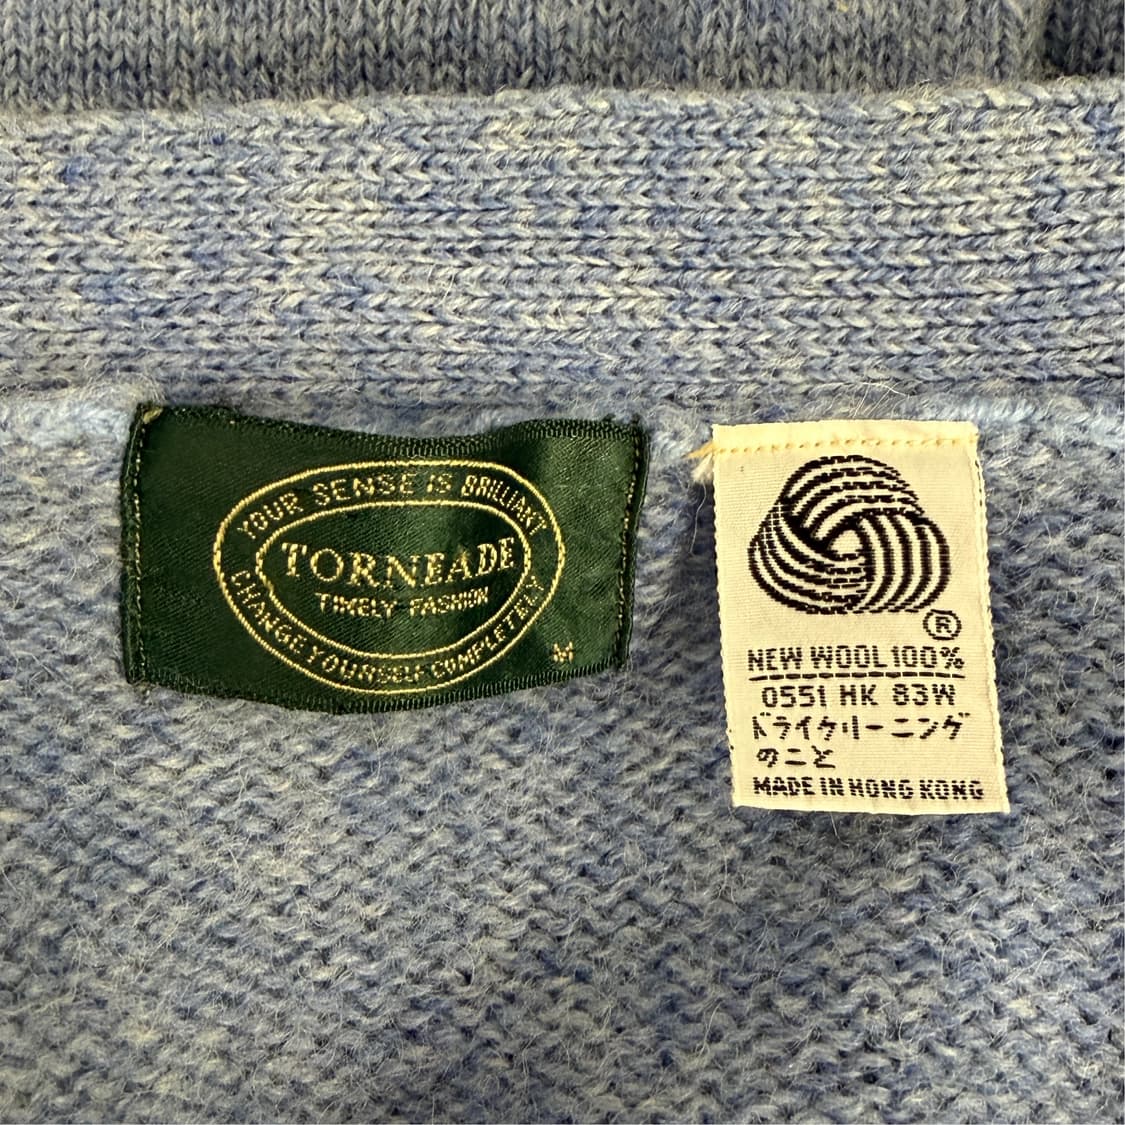 YOUR SENSE IS BRILLIANT
TORNEADE
TIMELY FASHION
CHANGE YOURSELF COMPLETELY
M
®
NEW WOOL 100%
0551 HK 83W
ドライクリーニング
のこと
MADE IN HONG KONG